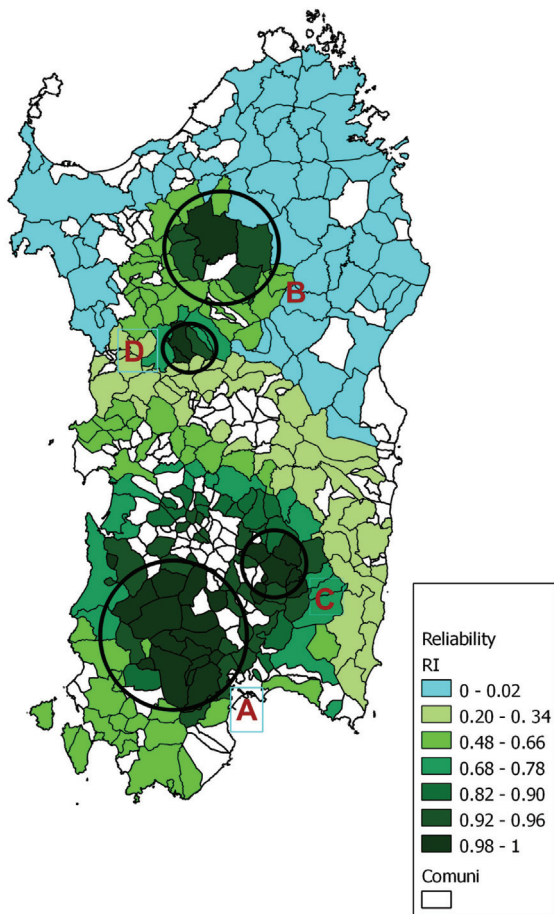 B
D
C
A
Reliability
RI
0 - 0.02
0.20 - 0. 34
0.48 - 0.66
0.68 - 0.78
0.82 - 0.90
0.92 - 0.96
0.98 - 1
Comuni